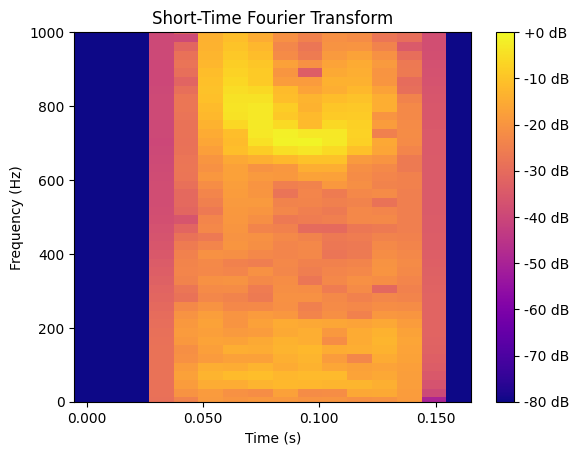 Short-Time Fourier Transform
1000
800
600
400
200
0
Frequency (Hz)
0.000
0.050
0.100
0.150
Time (s)
+0 dB
-10 dB
-20 dB
-30 dB
-40 dB
-50 dB
-60 dB
-70 dB
-80 dB